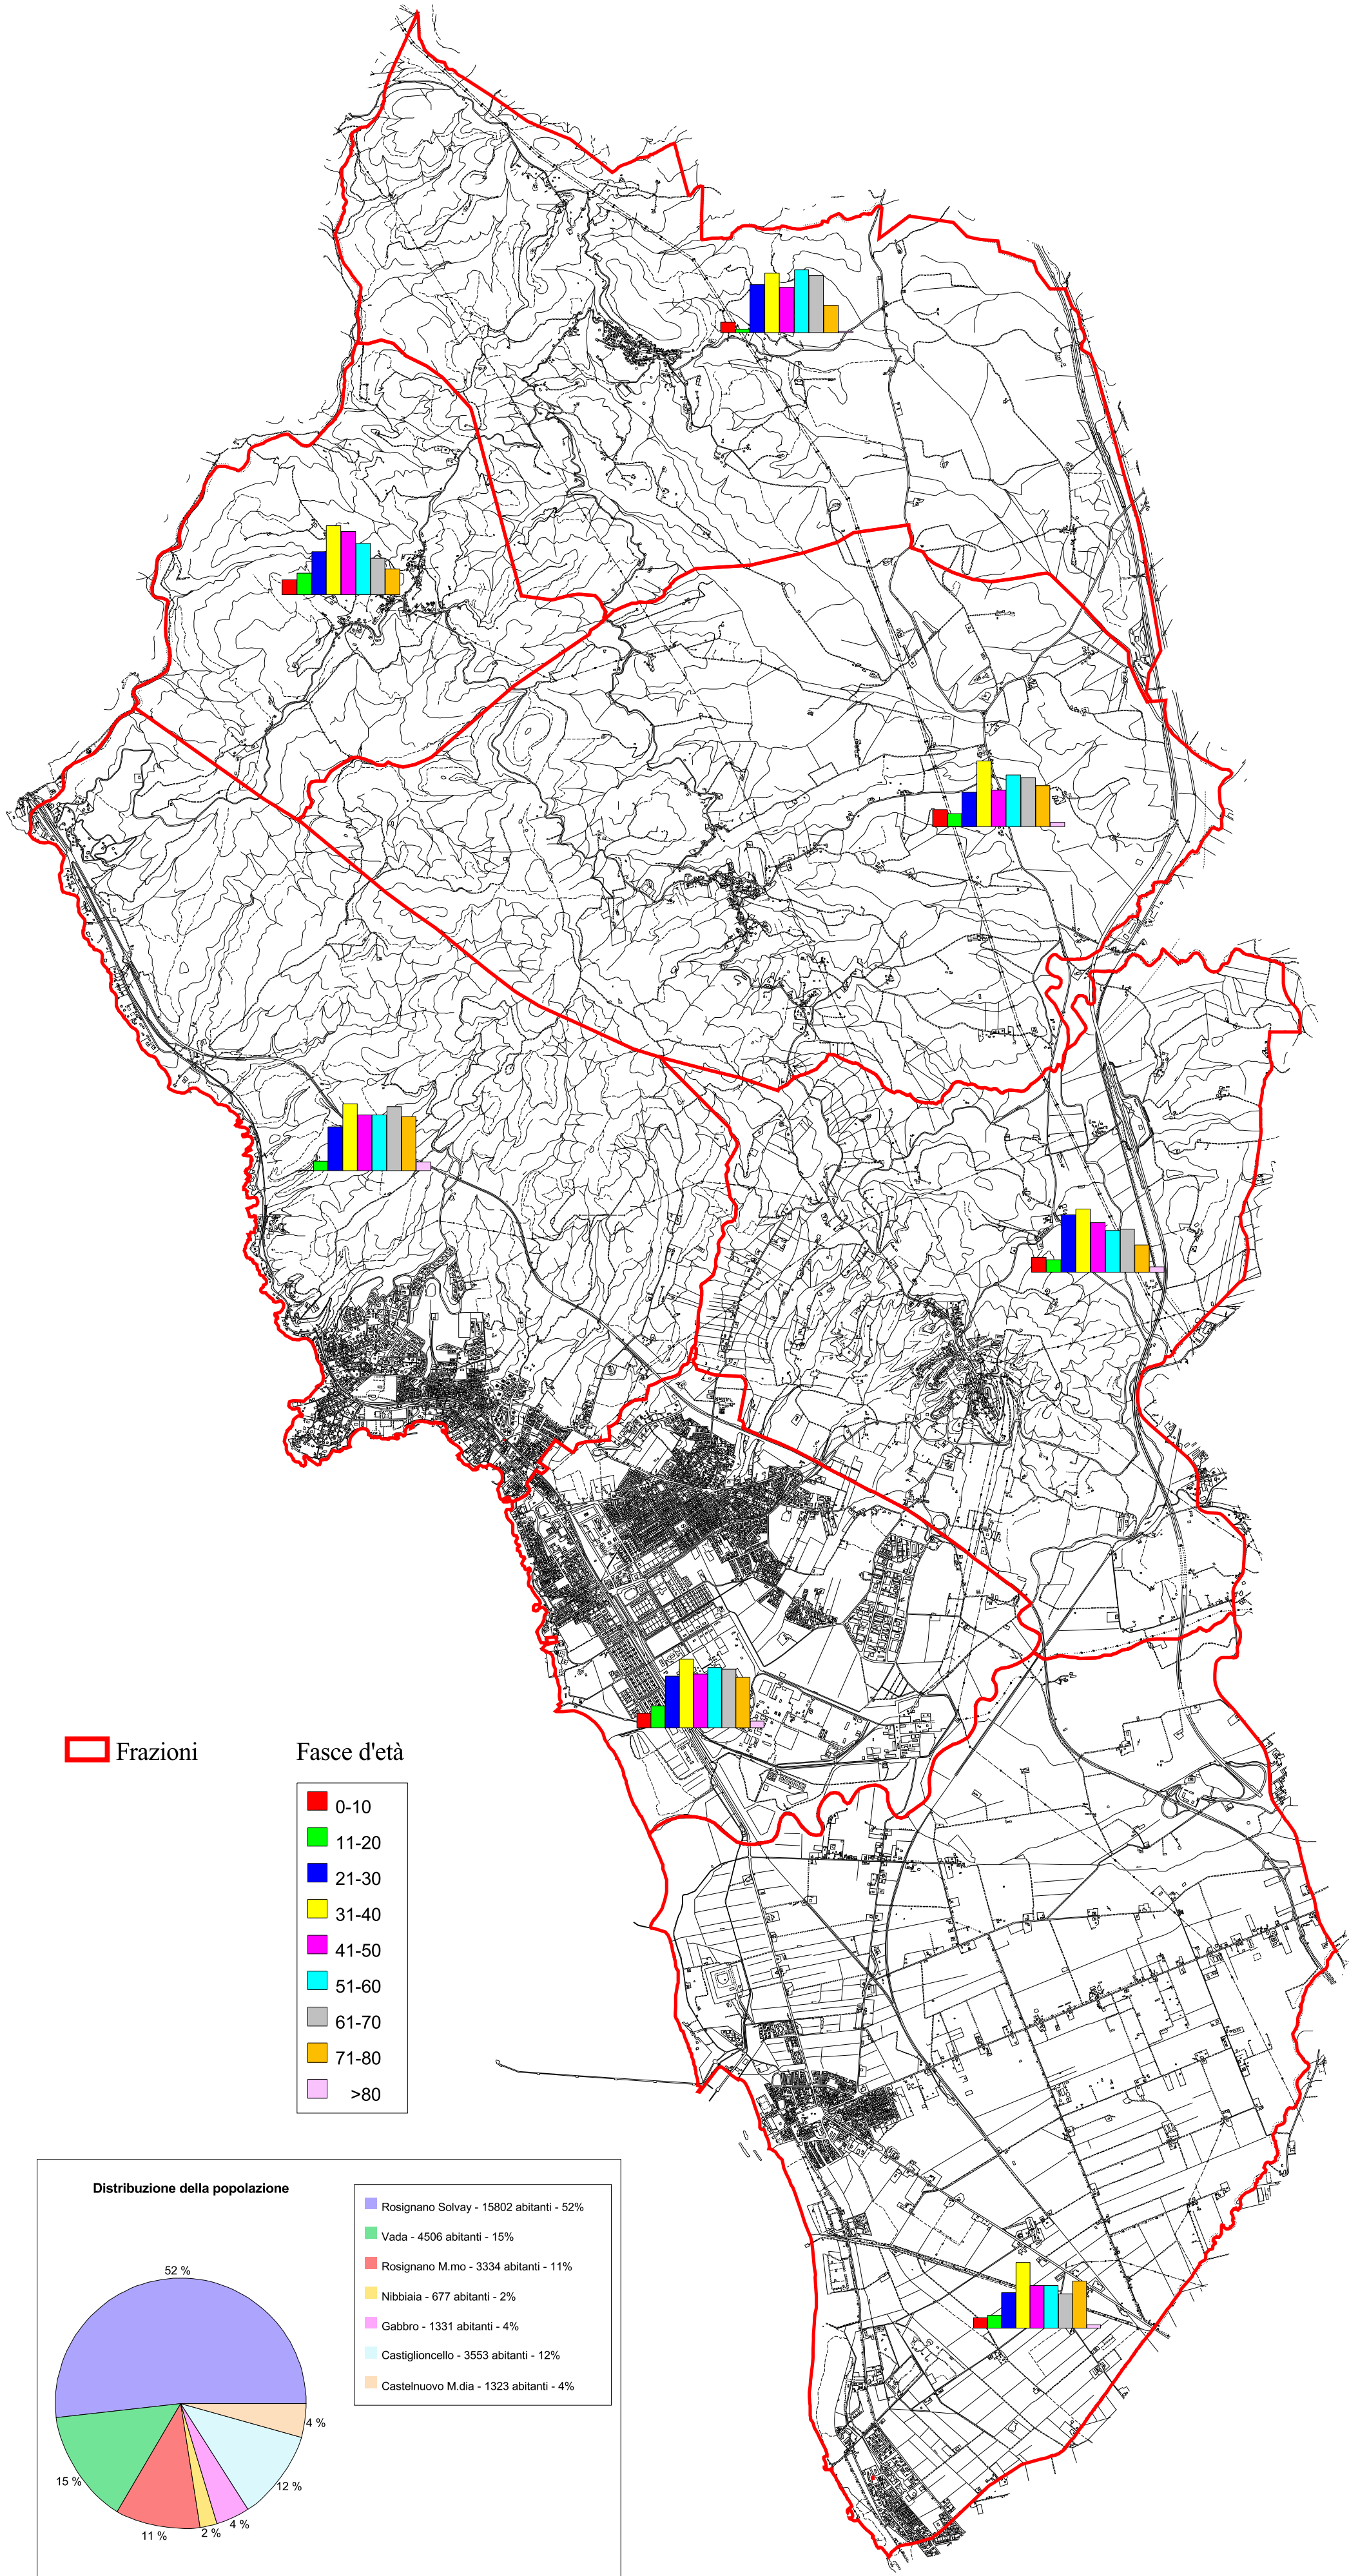 Frazioni
Fasce d'età
0-10
11-20
21-30
31-40
41-50
51-60
61-70
71-80
>80
Distribuzione della popolazione
52 %
15 %
11 %
2 %
4 %
12 %
4 %
Rosignano Solvay - 15802 abitanti - 52%
Vada - 4506 abitanti - 15%
Rosignano M.mo - 3334 abitanti - 11%
Nibbiaia - 677 abitanti - 2%
Gabbro - 1331 abitanti - 4%
Castiglioncello - 3553 abitanti - 12%
Castelnuovo M.dia - 1323 abitanti - 4%